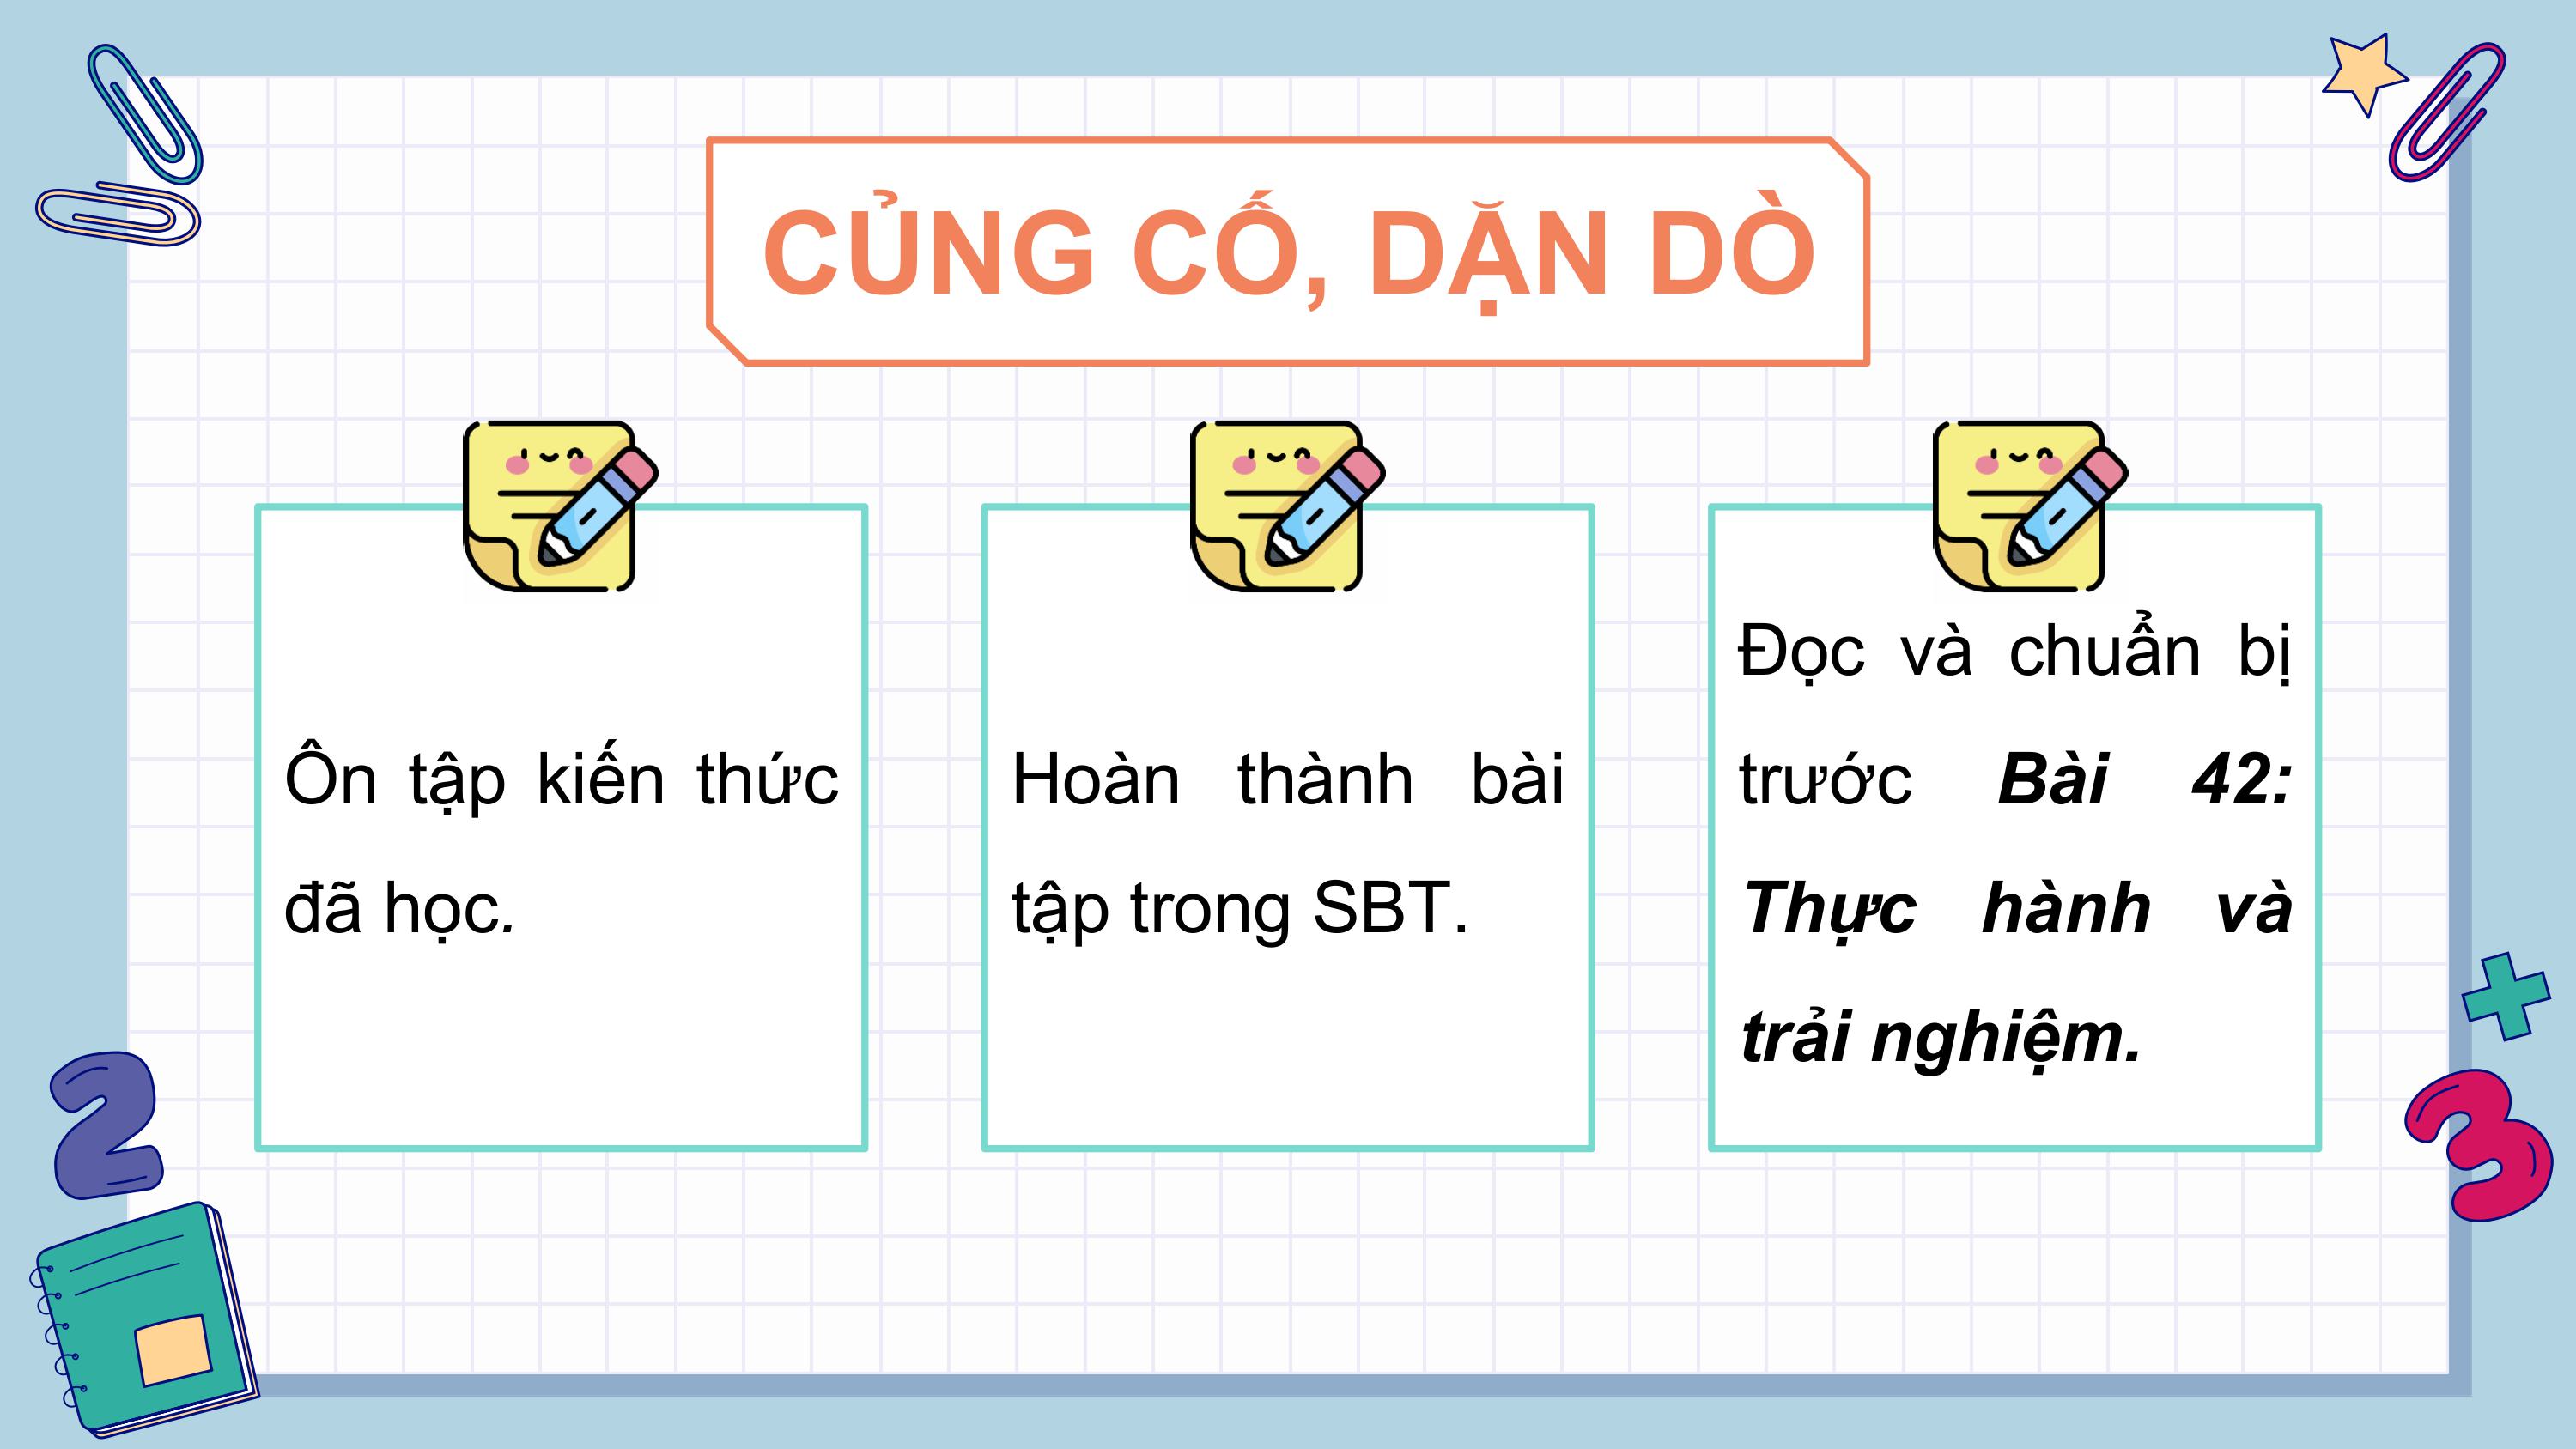 CỦNG CỐ, DẶN DÒ
Ôn tập kiến thức
đã học.
Hoàn thành bài
tập trong SBT.
Đọc và chuẩn bị
trước Bài 42:
Thực hành và
trải nghiệm.
2
+
3